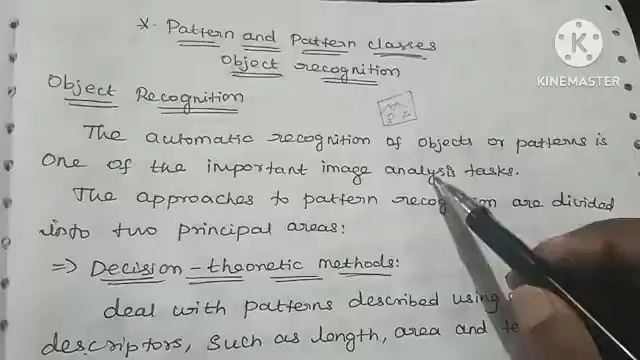 * Pattern and Pattern classes
Object recognition
KINEMASTER
Object Recognition
The automatic recognition of objects or patterns is
one of the important image analysis tasks.
The approaches to pattern recognition are divided
into two principal areas:
⇒ Decision-theoretic methods:
deal with patterns described using
descriptors, such as length, area and